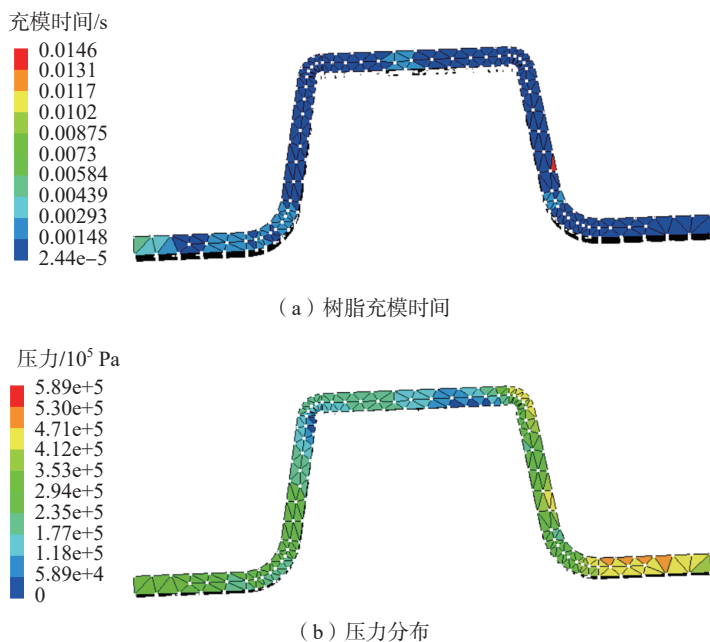 充模时间/s
0.0146
0.0131
0.0117
0.0102
0.00875
0.0073
0.00584
0.00439
0.00293
0.00148
2.44e−5
（a）树脂充模时间
压力/10⁵ Pa
5.89e+5
5.30e+5
4.71e+5
4.12e+5
3.53e+5
2.94e+5
2.35e+5
1.77e+5
1.18e+5
5.89e+4
0
（b）压力分布